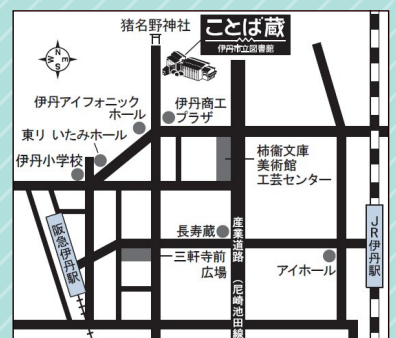 猪名野神社
ことば蔵
伊丹市立図書館
N
E
S
W
伊丹アイフォニック
ホール
伊丹商工
プラザ
東リ いたみホール
伊丹小学校
柿衞文庫
美術館
工芸センター
長寿蔵
産業道路（尼崎池田線
三軒寺前
広場
アイホール
阪急伊丹駅
JR伊丹駅